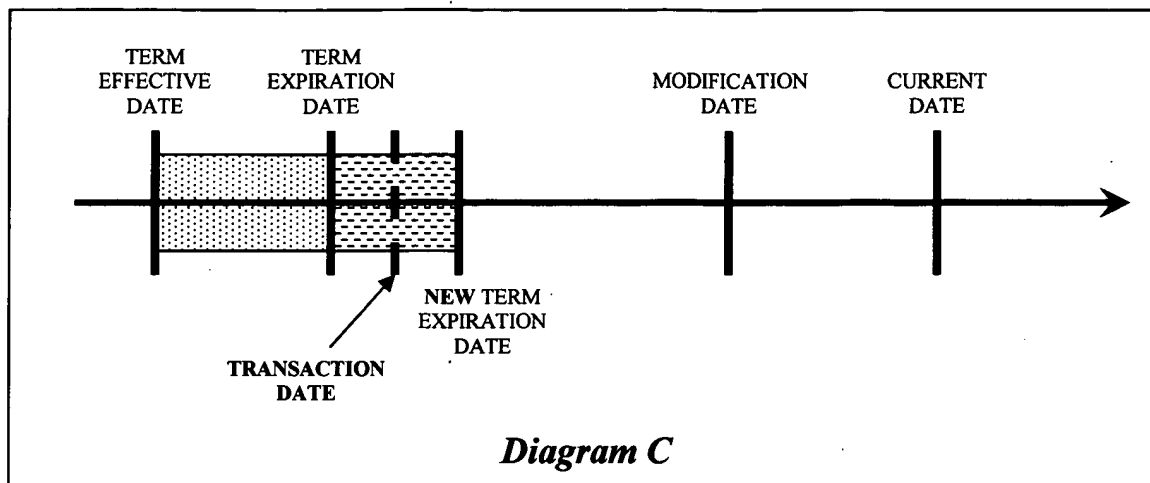 TERM
EFFECTIVE
DATE
TERM
EXPIRATION
DATE
MODIFICATION
DATE
CURRENT
DATE
NEW TERM
EXPIRATION
DATE
TRANSACTION
DATE
Diagram C